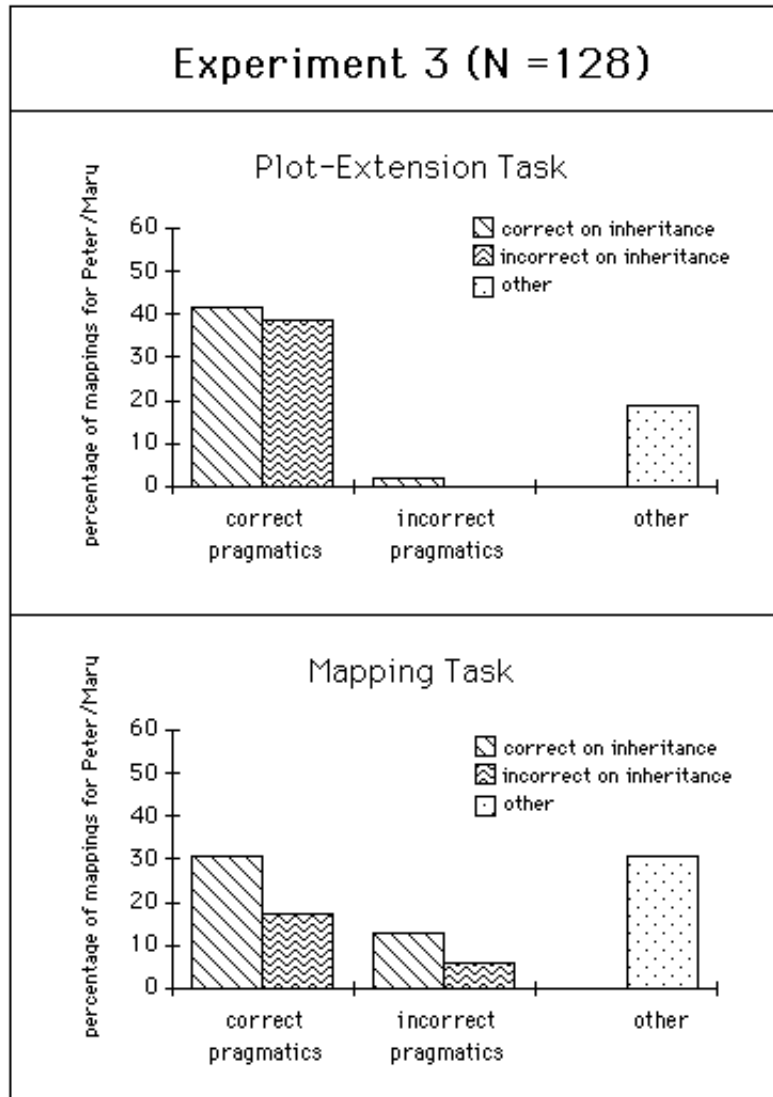 Experiment 3 (N =128)
Plot-Extension Task
percentage of mappings for Peter/Mary
60
50
40
30
20
10
0
correct on inheritance
incorrect on inheritance
other
correct
pragmatics
incorrect
pragmatics
other
Mapping Task
percentage of mappings for Peter/Mary
60
50
40
30
20
10
0
correct on inheritance
incorrect on inheritance
other
correct
pragmatics
incorrect
pragmatics
other